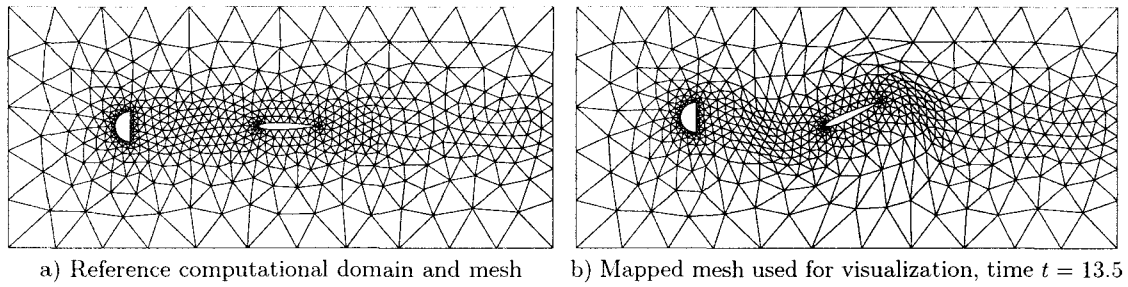 a) Reference computational domain and mesh
b) Mapped mesh used for visualization, time t = 13.5